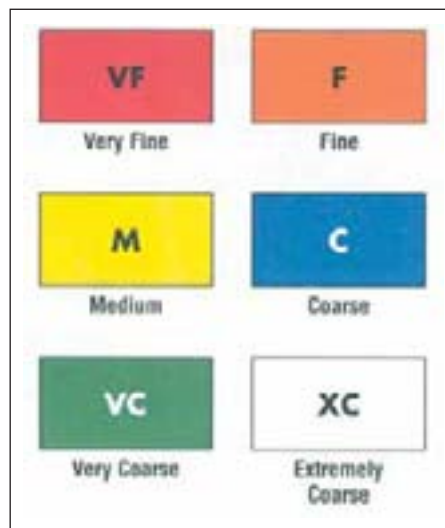 VF F
Very Fine Fine
M C
Medium Coarse
VC XC
Very Coarse Extremely
Coarse